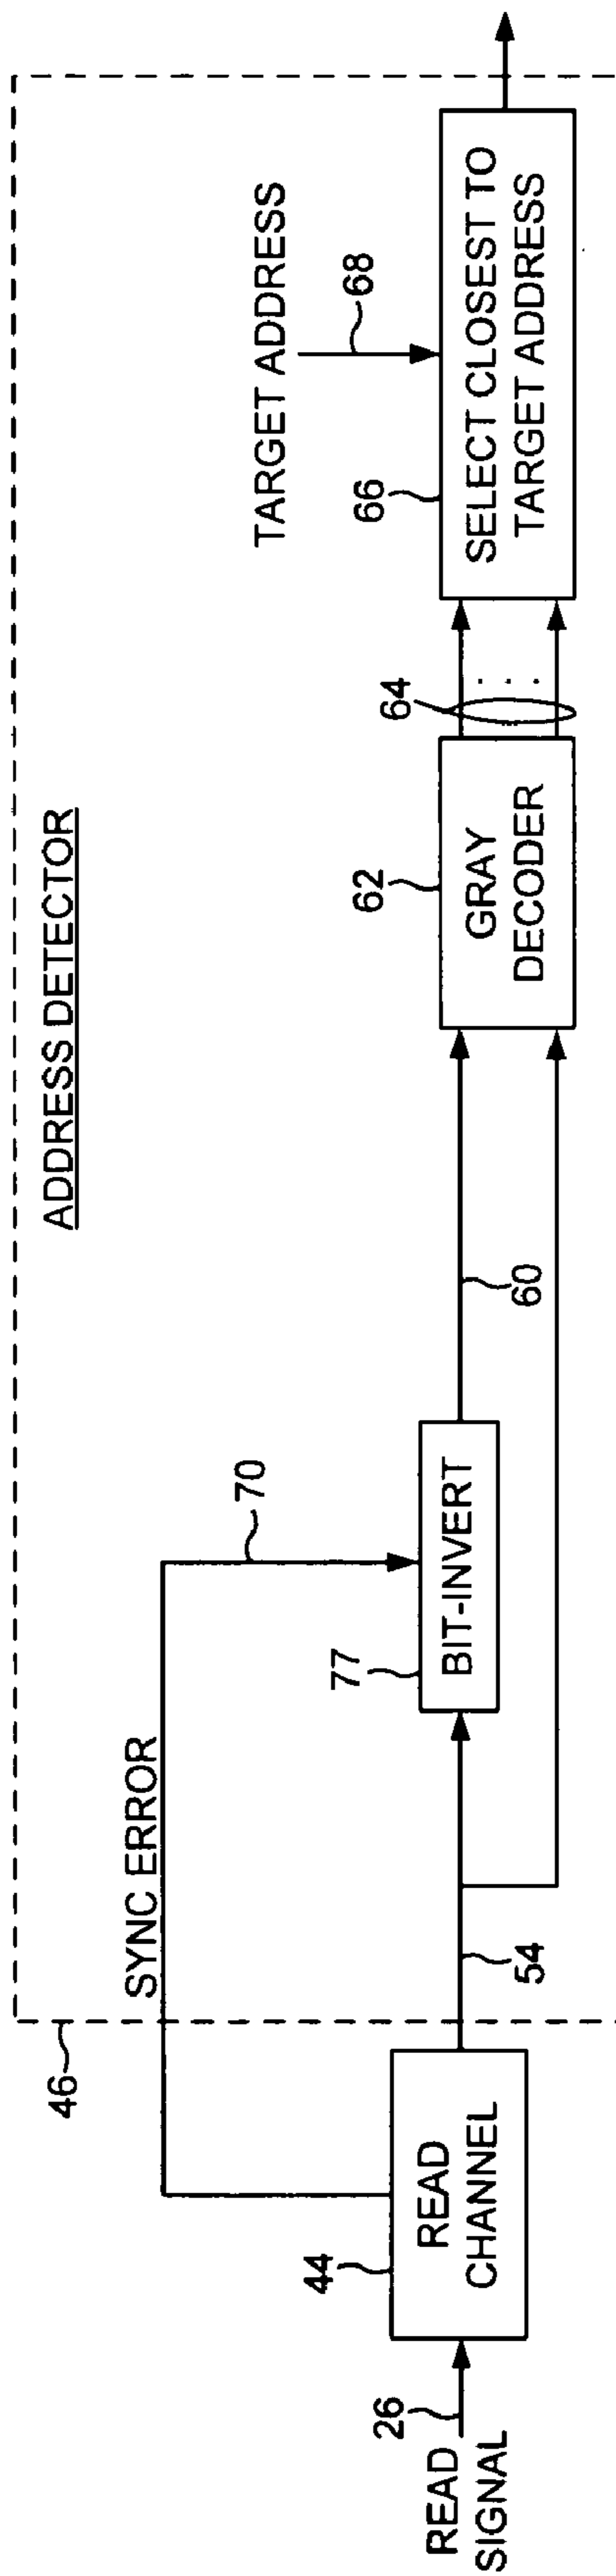 ADDRESS DETECTOR
46
SYNC ERROR
70
TARGET ADDRESS
68
READ
SIGNAL
26
44
READ
CHANNEL
54
77
BIT-INVERT
60
62
GRAY
DECODER
64
. . .
66
SELECT CLOSEST TO
TARGET ADDRESS